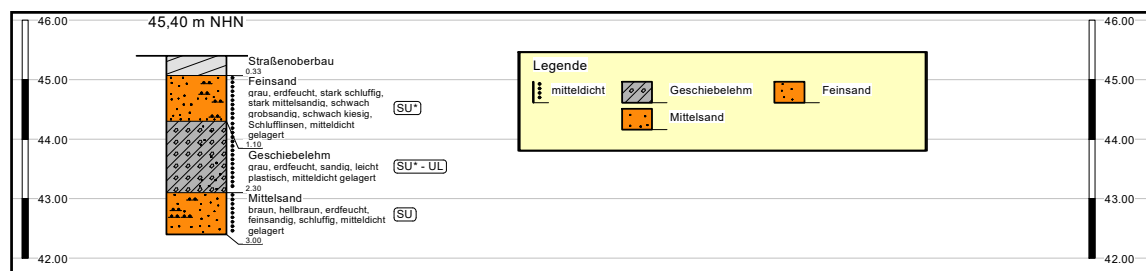 46.00
45.00
44.00
43.00
42.00
45,40 m NHN
Straßenoberbau
0.33
Feinsand
grau, erdfeucht, stark schluffig,
stark mittelsandig, schwach
grobsandig, schwach kiesig,
Schlufflinsen, mitteldicht
gelagert
SU*
1.10
Geschiebelehm
grau, erdfeucht, sandig, leicht
plastisch, mitteldicht gelagert
SU* - UL
2.30
Mittelsand
braun, hellbraun, erdfeucht,
feinsandig, schluffig, mitteldicht
gelagert
SU
3.00
Legende
mitteldicht
Geschiebelehm
Feinsand
Mittelsand
46.00
45.00
44.00
43.00
42.00